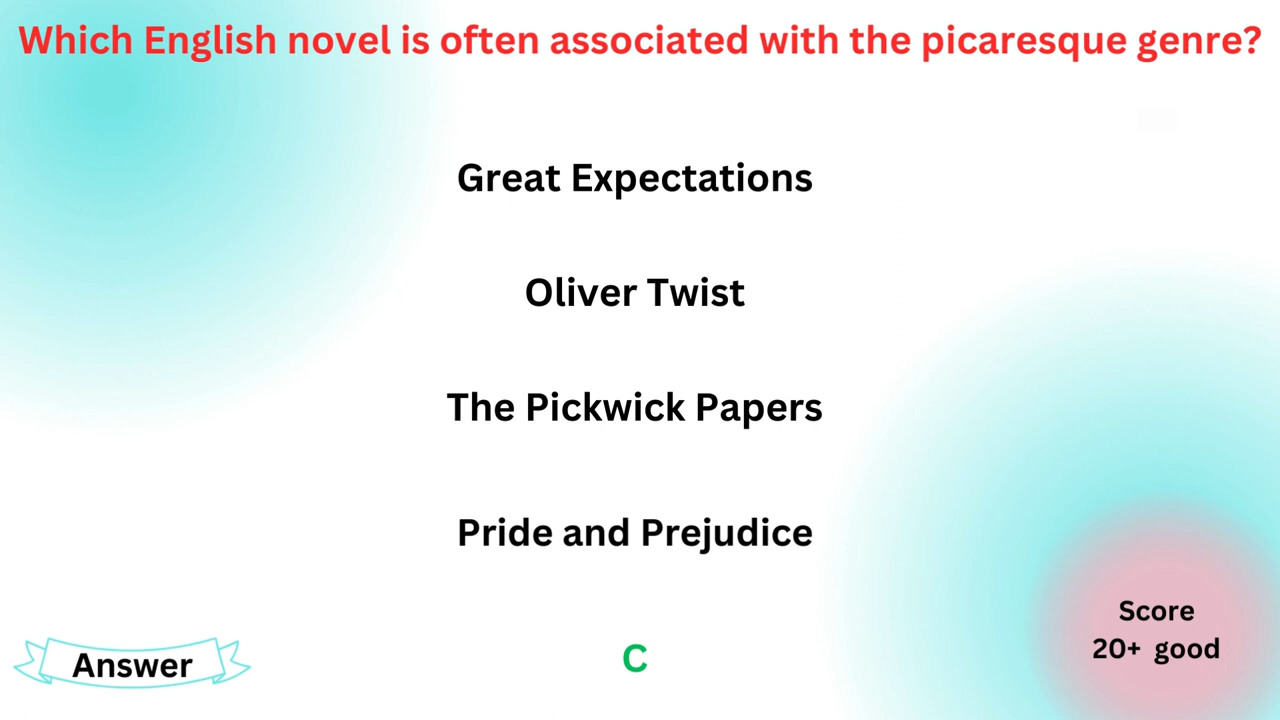 Which English novel is often associated with the picaresque genre?
Great Expectations
Oliver Twist
The Pickwick Papers
Pride and Prejudice
Score
20+ good
Answer
C